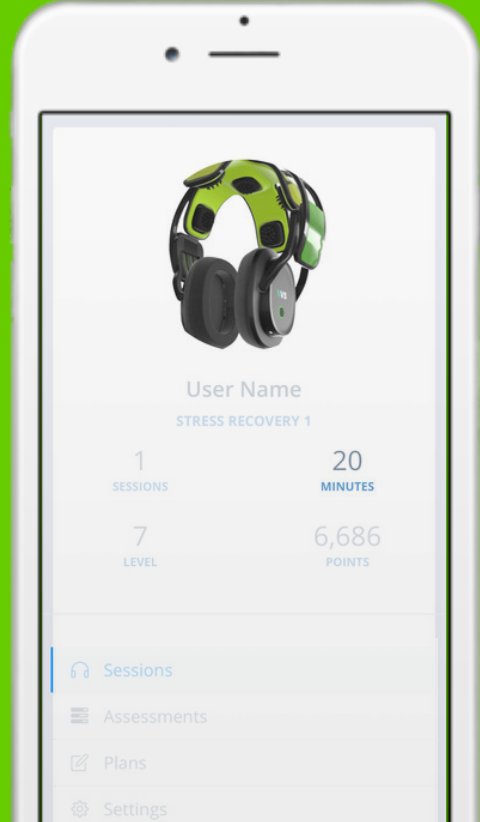 User Name
STRESS RECOVERY 1
1 20
SESSIONS MINUTES
7 6,686
LEVEL POINTS
Sessions
Assessments
Plans
Settings